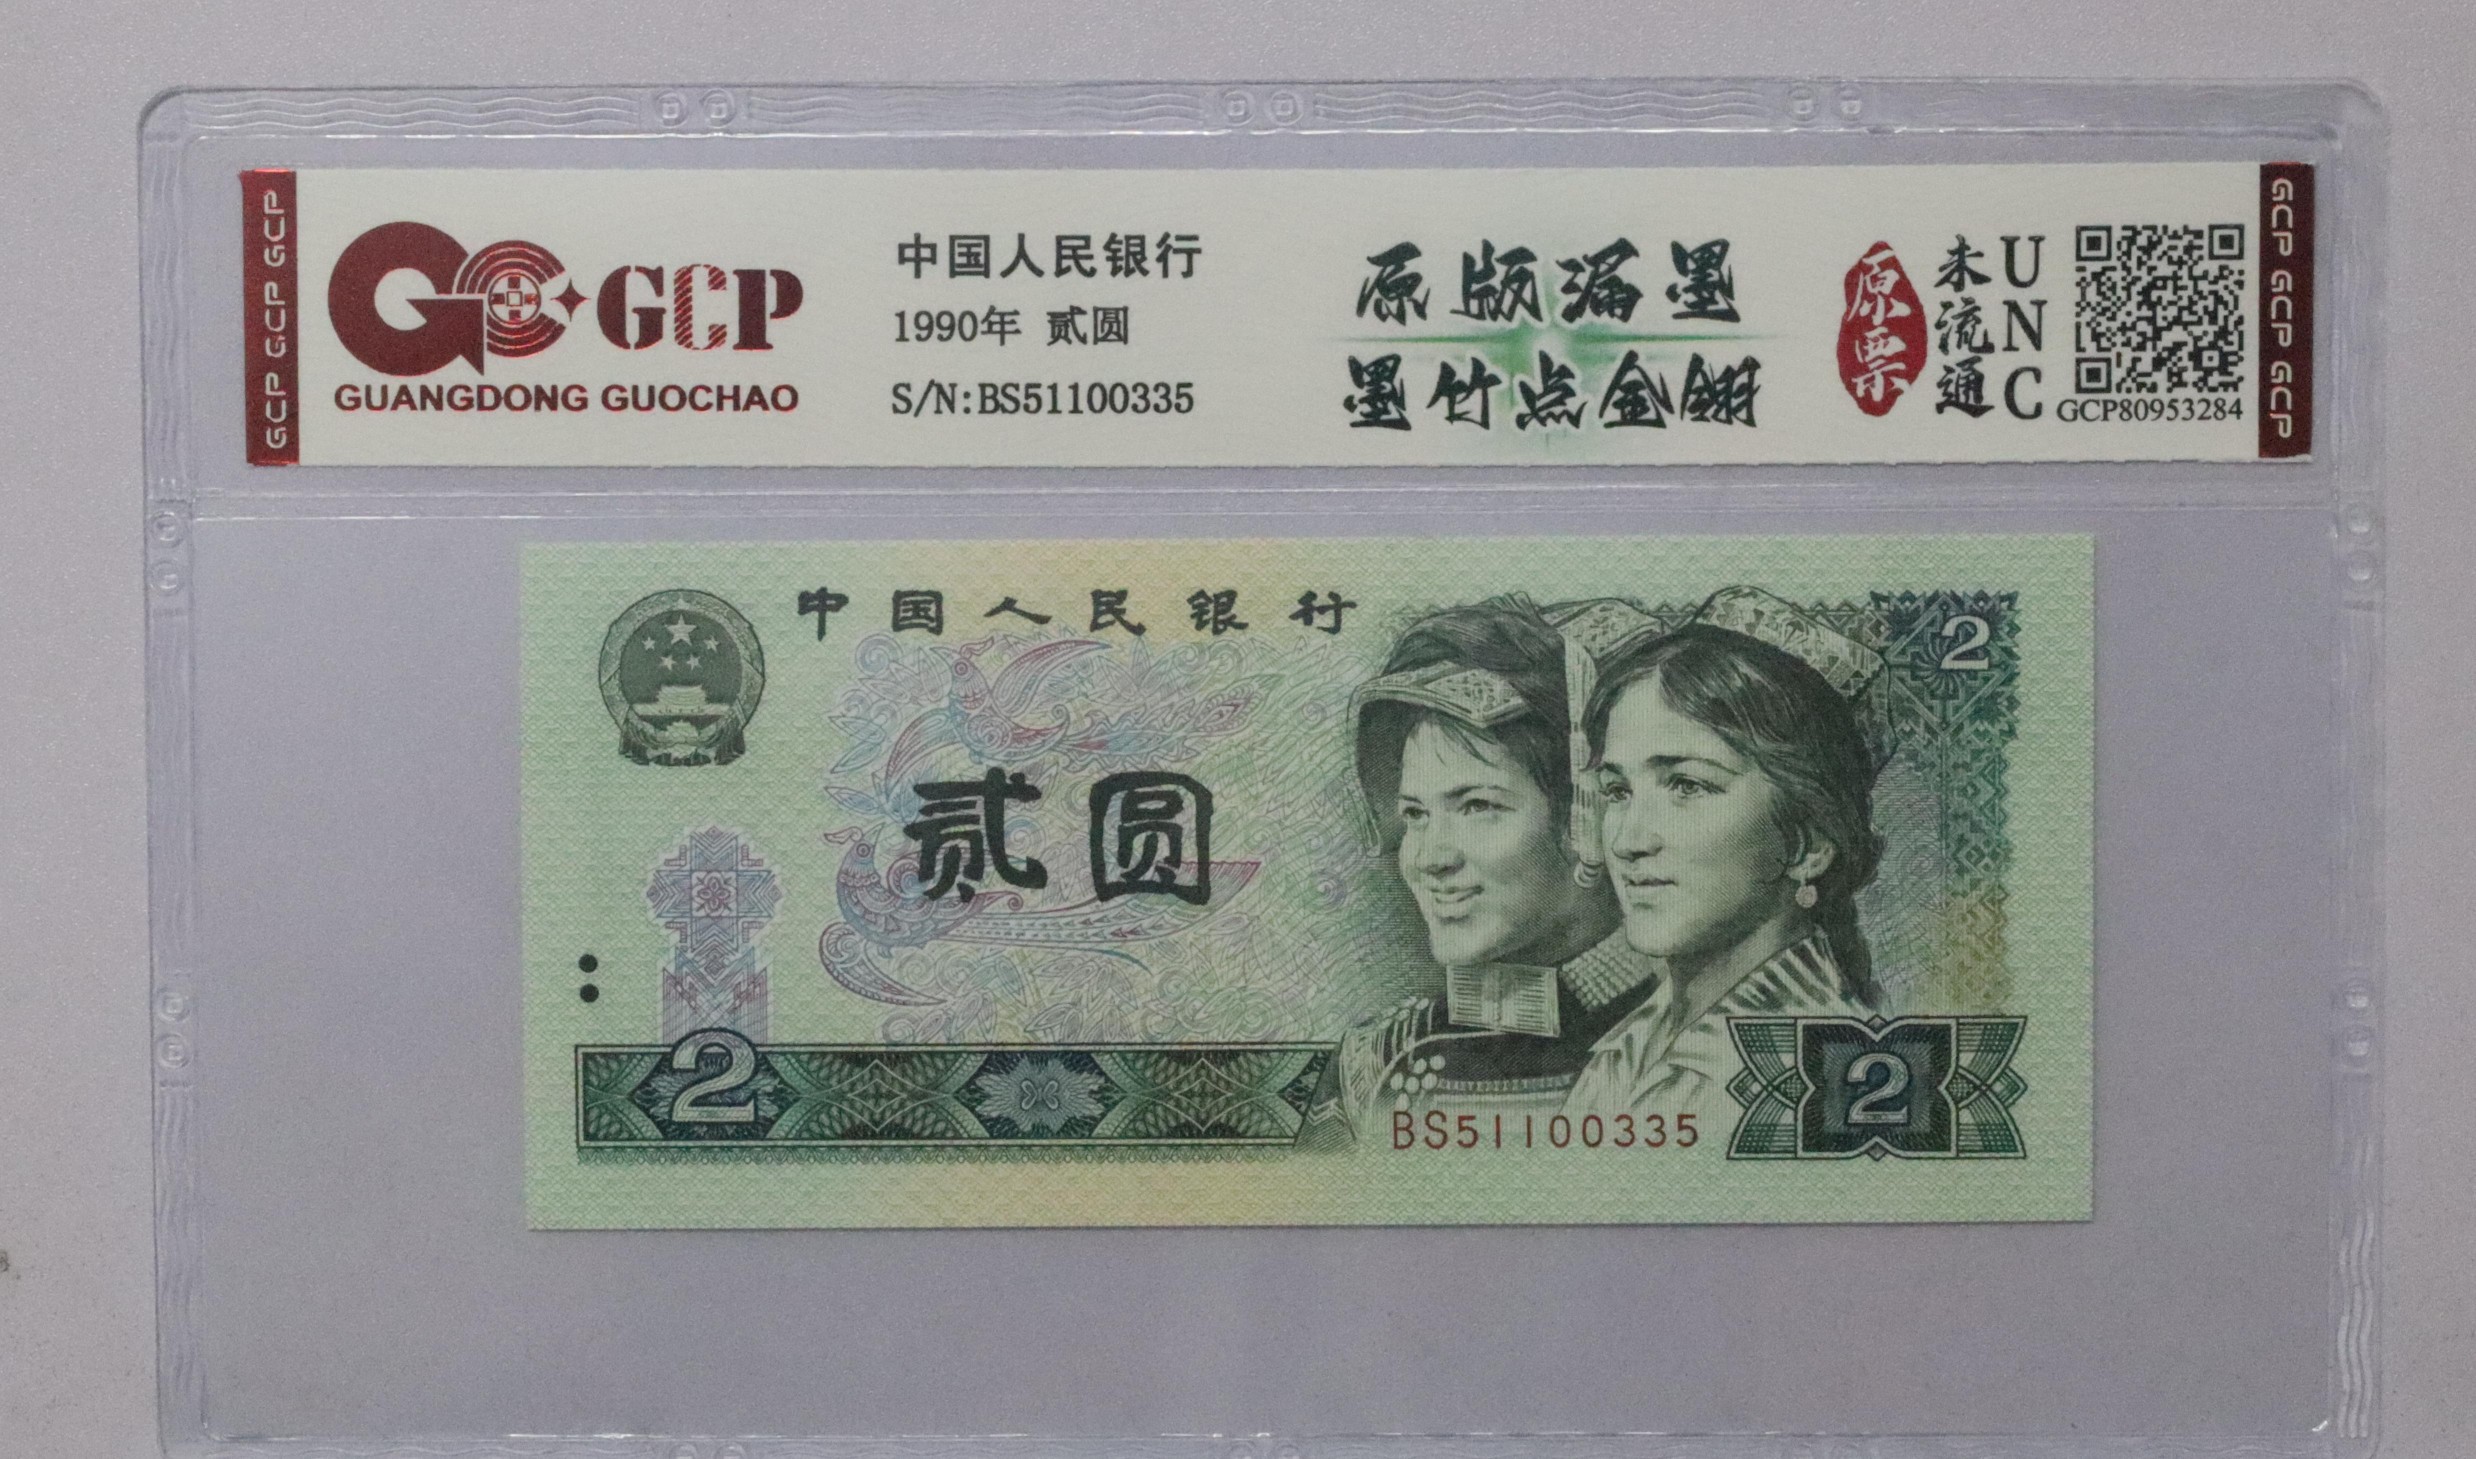 GCP GCP GCP
GCP
GUANGDONG GUOCHAO
中国人民银行
1990年 贰圆
S/N:BS51100335
原版漏墨
墨竹点金翎
原票
未流通
UNC
GCP80953284
GCP GCP GCP
中国人民银行
2
贰圆
2
BS51100335
2